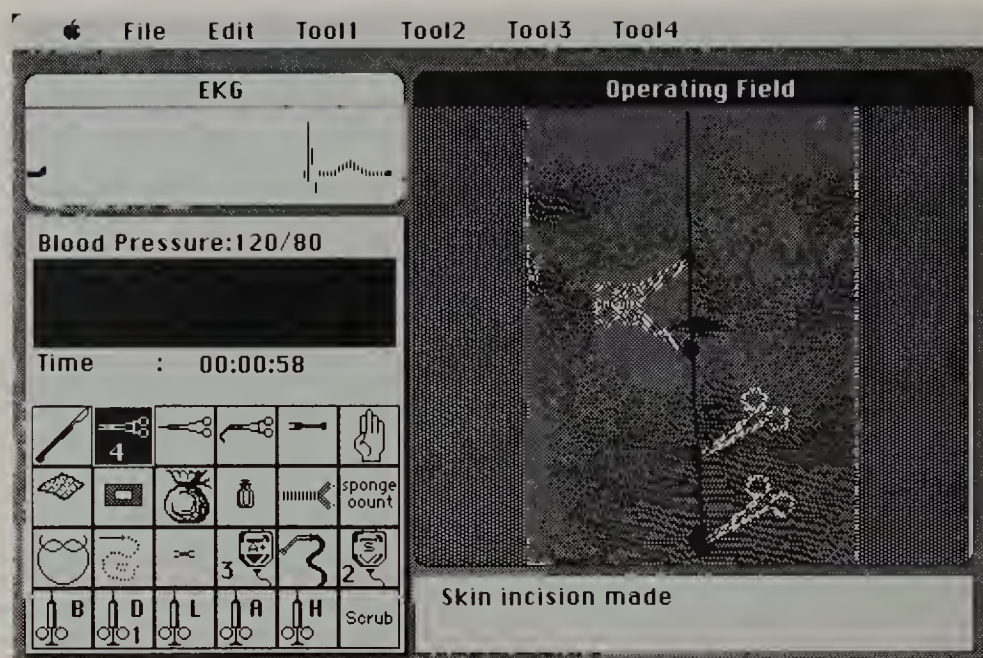 File Edit Tool1 Tool2 Tool3 Tool4
EKG
Operating Field
Blood Pressure:120/80
Time : 00:00:58
4
sponge
oount
A+
3
S
2
B
D
1
L
A
H
Scrub
Skin incision made